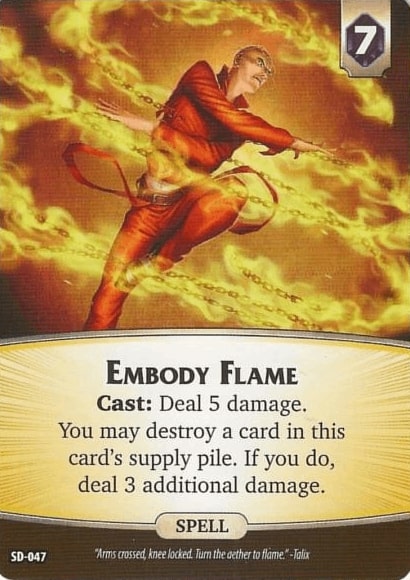 7
EMBODY FLAME
Cast: Deal 5 damage.
You may destroy a card in this
card's supply pile. If you do,
deal 3 additional damage.
SPELL
SD-047
"Arms crossed, knee locked. Turn the aether to flame." -Talix